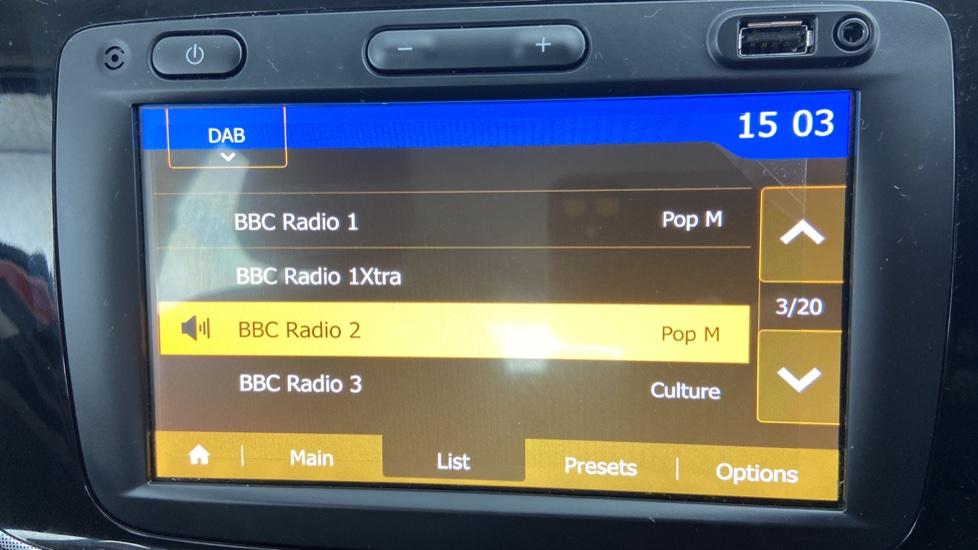 DAB
15 03
BBC Radio 1 Pop M
BBC Radio 1Xtra
BBC Radio 2 Pop M
3/20
BBC Radio 3 Culture
Main | List Presets | Options